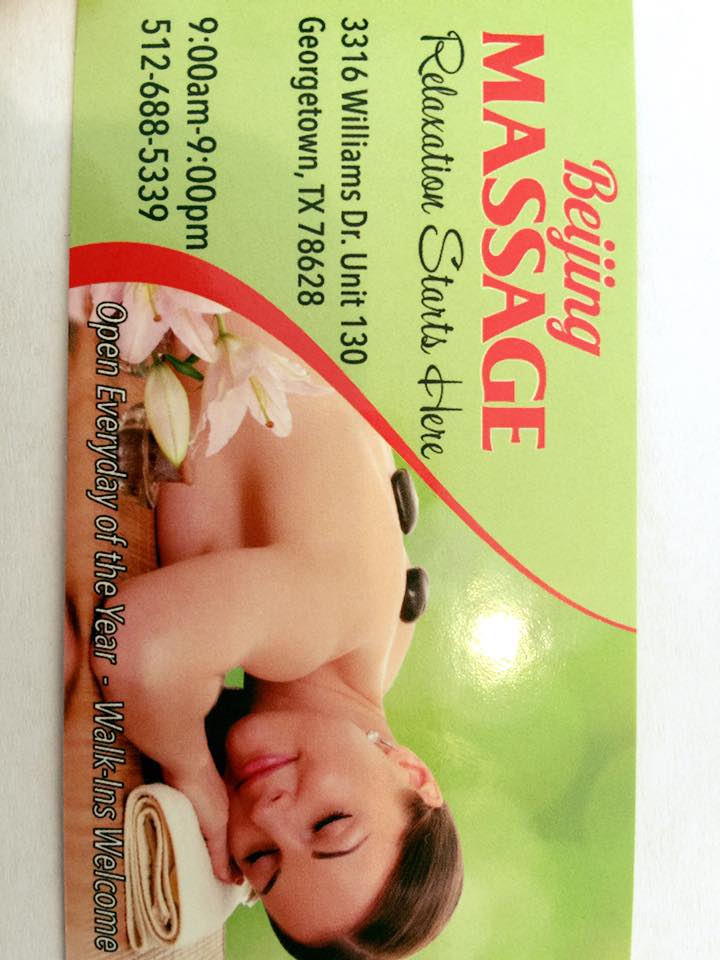 Beijing
MASSAGE
Relaxation Starts Here
3316 Williams Dr. Unit 130
Georgetown, TX 78628
9:00am-9:00pm
512-688-5339
Open Everyday of the Year - Walk-Ins Welcome